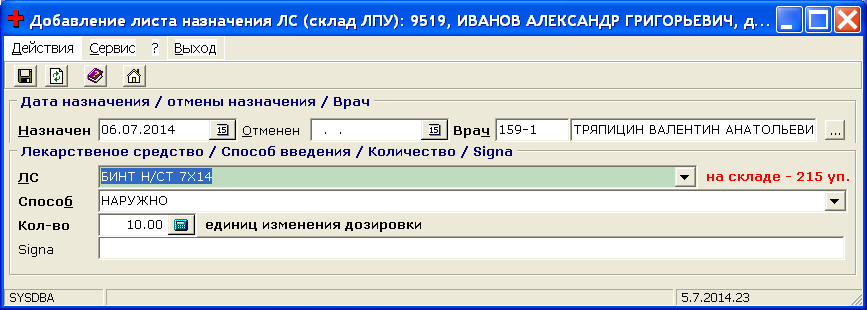 Добавление листа назначения ЛС (склад ЛПУ): 9519, ИВАНОВ АЛЕКСАНДР ГРИГОРЬЕВИЧ, д...
Действия Сервис ? Выход
Дата назначения / отмены назначения / Врач
Назначен 06.07.2014 15 Отменен . . 15 Врач 159-1 ТРЯПИЦИН ВАЛЕНТИН АНАТОЛЬЕВИ ...
Лекарственое средство / Способ введения / Количество / Signa
ЛС БИНТ Н/СТ 7Х14 на складе - 215 уп.
Способ НАРУЖНО
Кол-во 10.00 единиц изменения дозировки
Signa
SYSDBA 5.7.2014.23